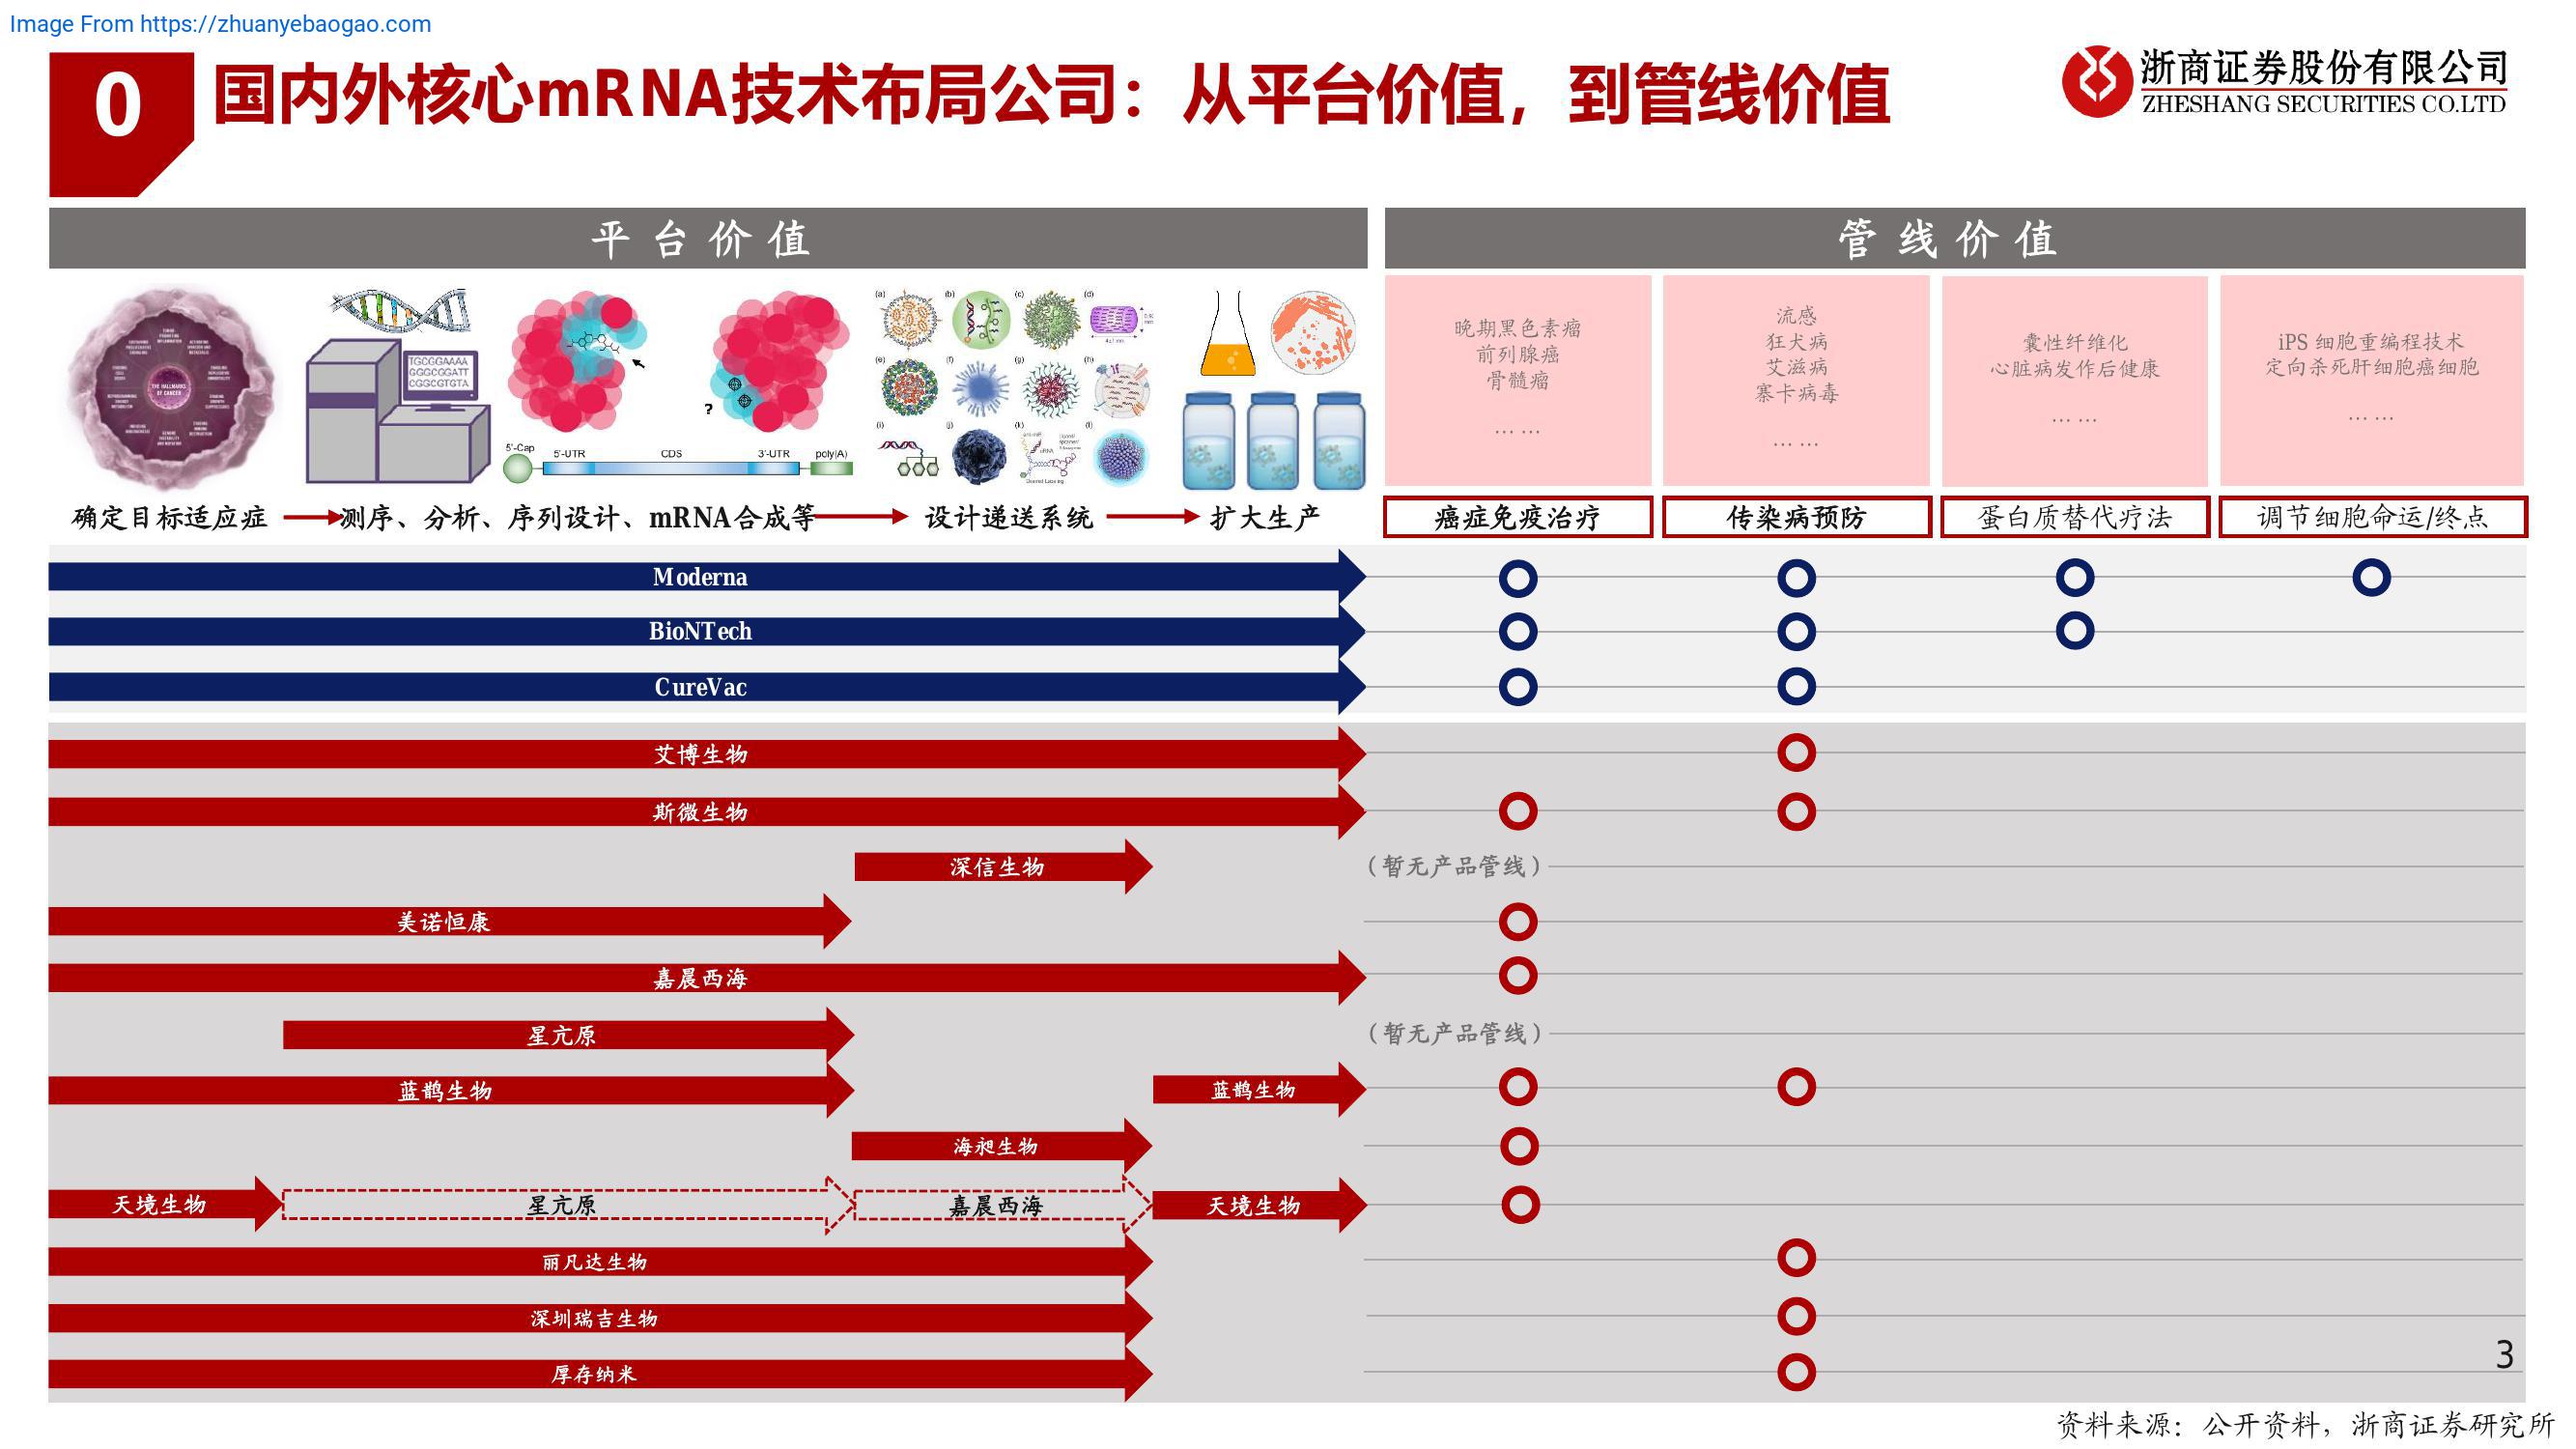 Image From https://zhuanyebaogao.com
0
国内外核心mRNA技术布局公司：从平台价值，到管线价值
浙商证券股份有限公司
ZHESHANG SECURITIES CO.LTD
平台价值
管线价值
THE HALLMARKS
OF CANCER
TGCGGAAAA
GGGCGGATT
CGGCGTGTA
?
5'-Cap
5'-UTR
CDS
3'-UTR
poly(A)
(a)
(b)
(c)
(d)
(e)
(f)
(g)
(h)
(i)
(j)
(k)
(l)
晚期黑色素瘤
前列腺癌
骨髓瘤
... ...
流感
狂犬病
艾滋病
寨卡病毒
... ...
囊性纤维化
心脏病发作后健康
... ...
iPS 细胞重编程技术
定向杀死肝细胞癌细胞
... ...
确定目标适应症
测序、分析、序列设计、mRNA合成等
设计递送系统
扩大生产
癌症免疫治疗
传染病预防
蛋白质替代疗法
调节细胞命运/终点
Moderna
BioNTech
CureVac
艾博生物
斯微生物
深信生物
（暂无产品管线）
美诺恒康
嘉晨西海
星亢原
（暂无产品管线）
蓝鹊生物
蓝鹊生物
海昶生物
天境生物
星亢原
嘉晨西海
天境生物
丽凡达生物
深圳瑞吉生物
厚存纳米
3
资料来源：公开资料，浙商证券研究所